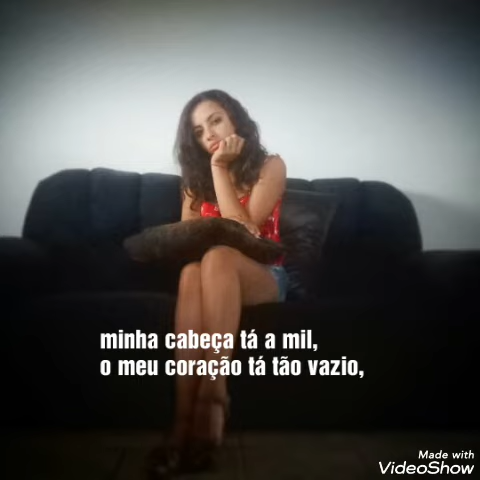 minha cabeça tá a mil,
o meu coração tá tão vazio,
Made with
VideoShow